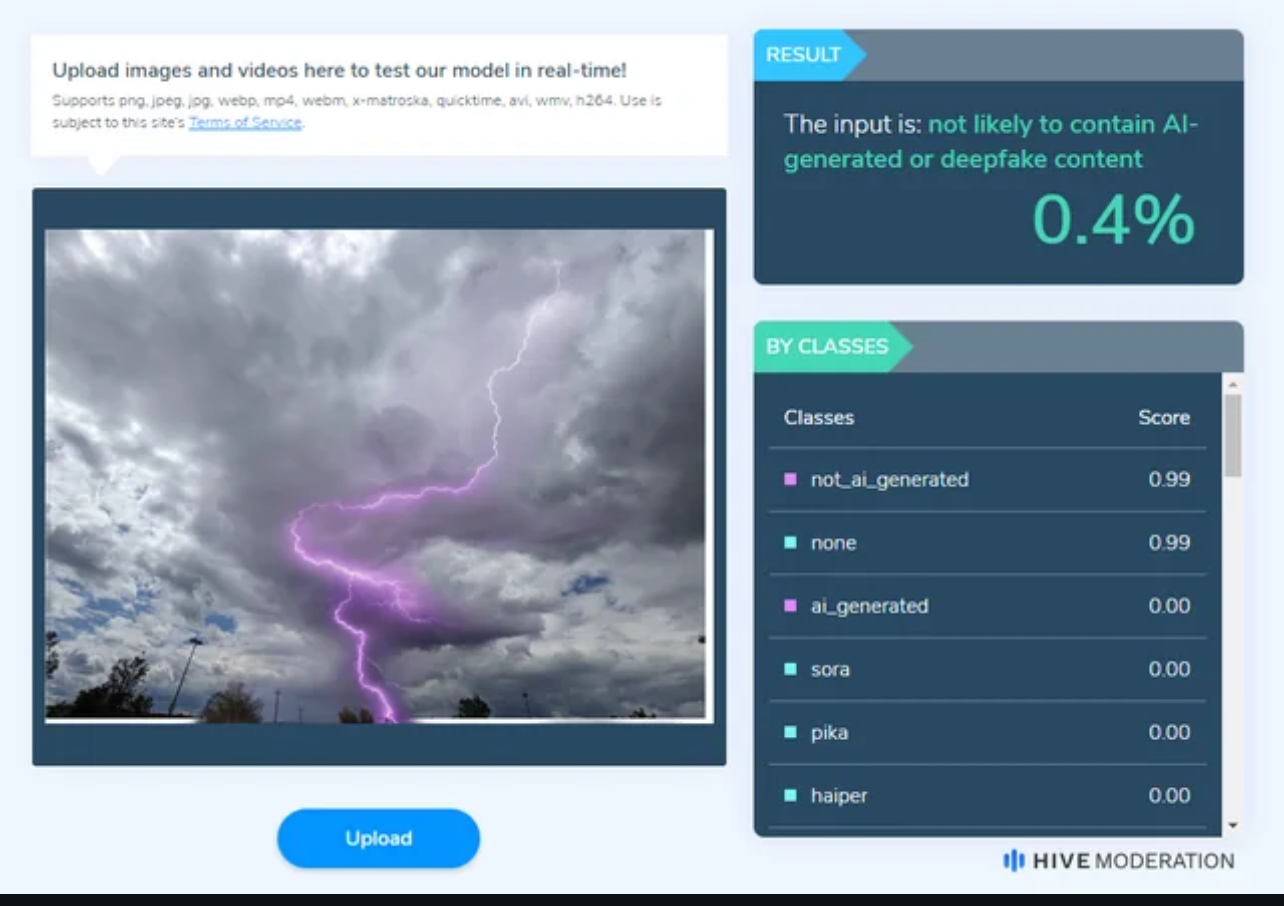 Upload images and videos here to test our model in real-time!
Supports png, jpeg, jpg, webp, mp4, webm, x-matroska, quicktime, avi, wmv, h264. Use is
subject to this site's Terms of Service.
Upload
RESULT
The input is: not likely to contain AI-
generated or deepfake content
0.4%
BY CLASSES
Classes Score
not_ai_generated 0.99
none 0.99
ai_generated 0.00
sora 0.00
pika 0.00
haiper 0.00
HIVE MODERATION